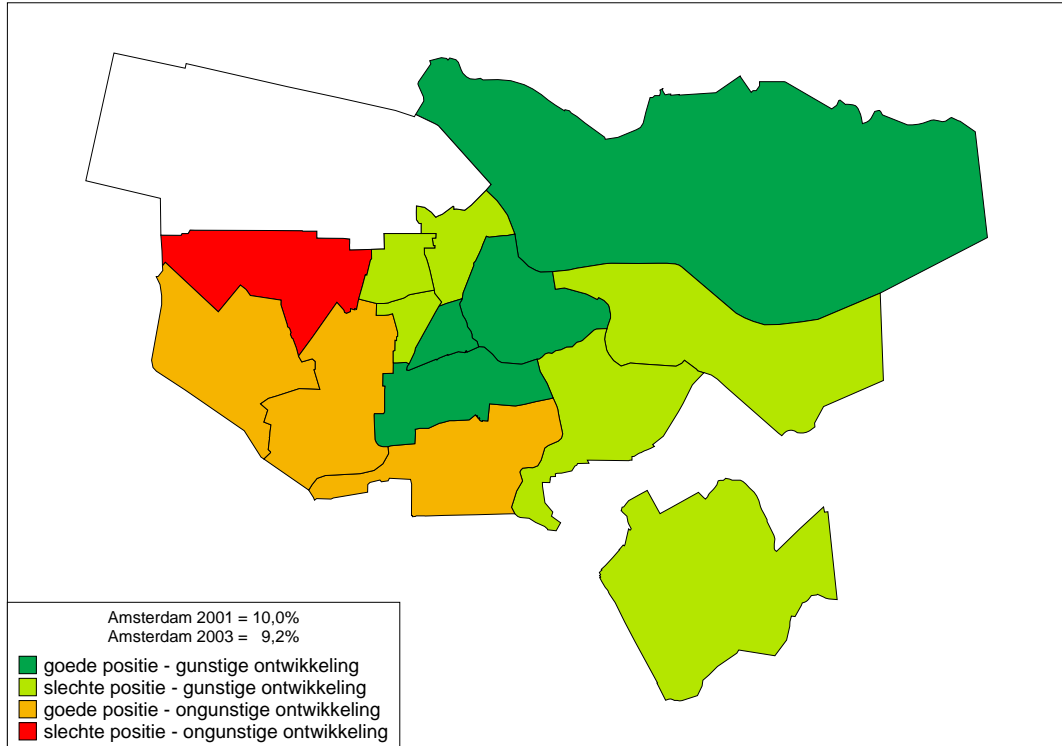 Amsterdam 2001 = 10,0%
Amsterdam 2003 = 9,2%
goede positie - gunstige ontwikkeling
slechte positie - gunstige ontwikkeling
goede positie - ongunstige ontwikkeling
slechte positie - ongunstige ontwikkeling